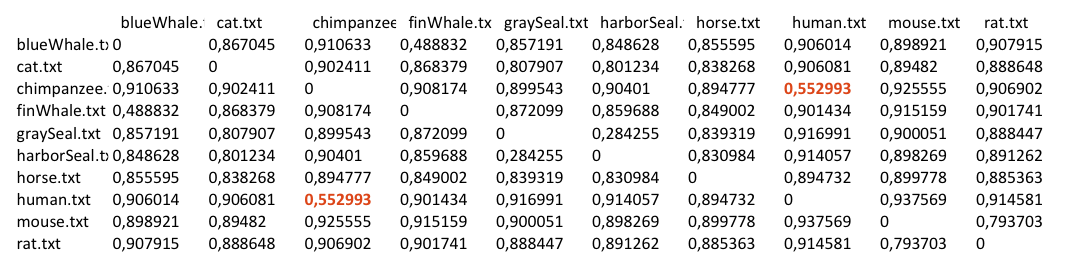 blueWhale. cat.txt chimpanzee finWhale.tx graySeal.txt harborSeal. horse.txt human.txt mouse.txt rat.txt
blueWhale.tx 0 0,867045 0,910633 0,488832 0,857191 0,848628 0,855595 0,906014 0,898921 0,907915
cat.txt 0,867045 0 0,902411 0,868379 0,807907 0,801234 0,838268 0,906081 0,89482 0,888648
chimpanzee. 0,910633 0,902411 0 0,908174 0,899543 0,90401 0,894777 0,552993 0,925555 0,906902
finWhale.txt 0,488832 0,868379 0,908174 0 0,872099 0,859688 0,849002 0,901434 0,915159 0,901741
graySeal.txt 0,857191 0,807907 0,899543 0,872099 0 0,284255 0,839319 0,916991 0,900051 0,888447
harborSeal.tx 0,848628 0,801234 0,90401 0,859688 0,284255 0 0,830984 0,914057 0,898269 0,891262
horse.txt 0,855595 0,838268 0,894777 0,849002 0,839319 0,830984 0 0,894732 0,899778 0,885363
human.txt 0,906014 0,906081 0,552993 0,901434 0,916991 0,914057 0,894732 0 0,937569 0,914581
mouse.txt 0,898921 0,89482 0,925555 0,915159 0,900051 0,898269 0,899778 0,937569 0 0,793703
rat.txt 0,907915 0,888648 0,906902 0,901741 0,888447 0,891262 0,885363 0,914581 0,793703 0